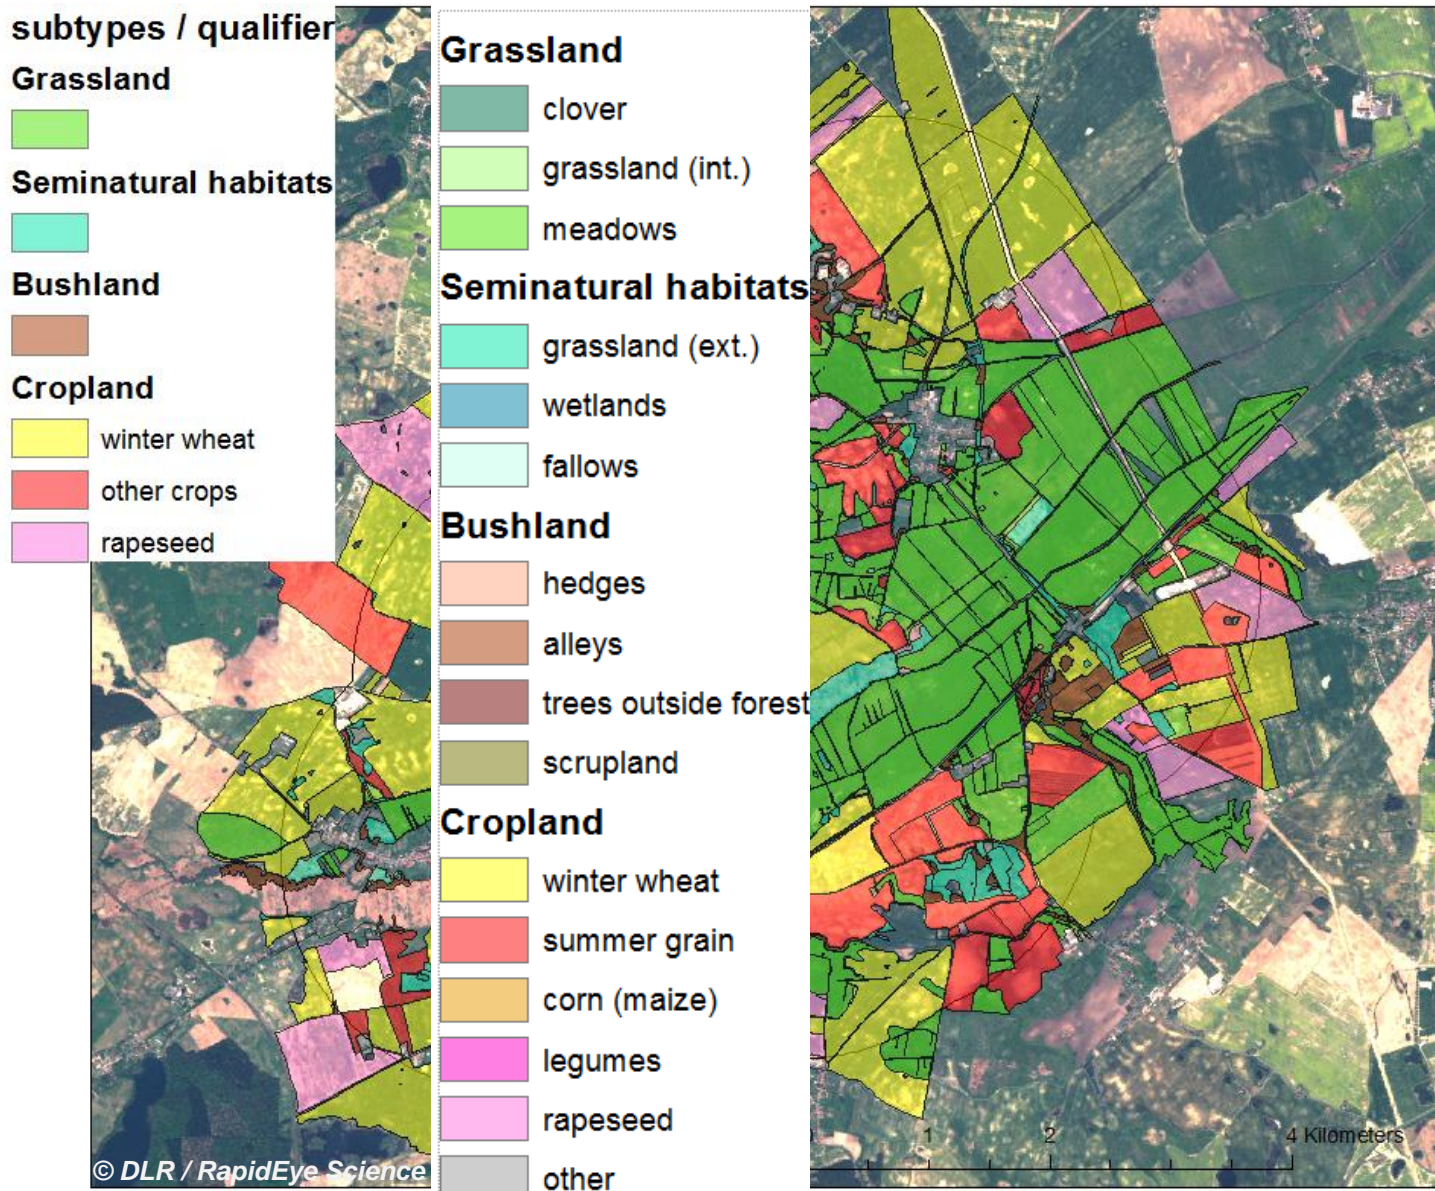 subtypes / qualifier
Grassland
Seminatural habitats
Bushland
Cropland
winter wheat
other crops
rapeseed
Grassland
clover
grassland (int.)
meadows
Seminatural habitats
grassland (ext.)
wetlands
fallows
Bushland
hedges
alleys
trees outside forest
scrupland
Cropland
winter wheat
summer grain
corn (maize)
legumes
rapeseed
other
1
2
4 Kilometers
© DLR / RapidEye Science